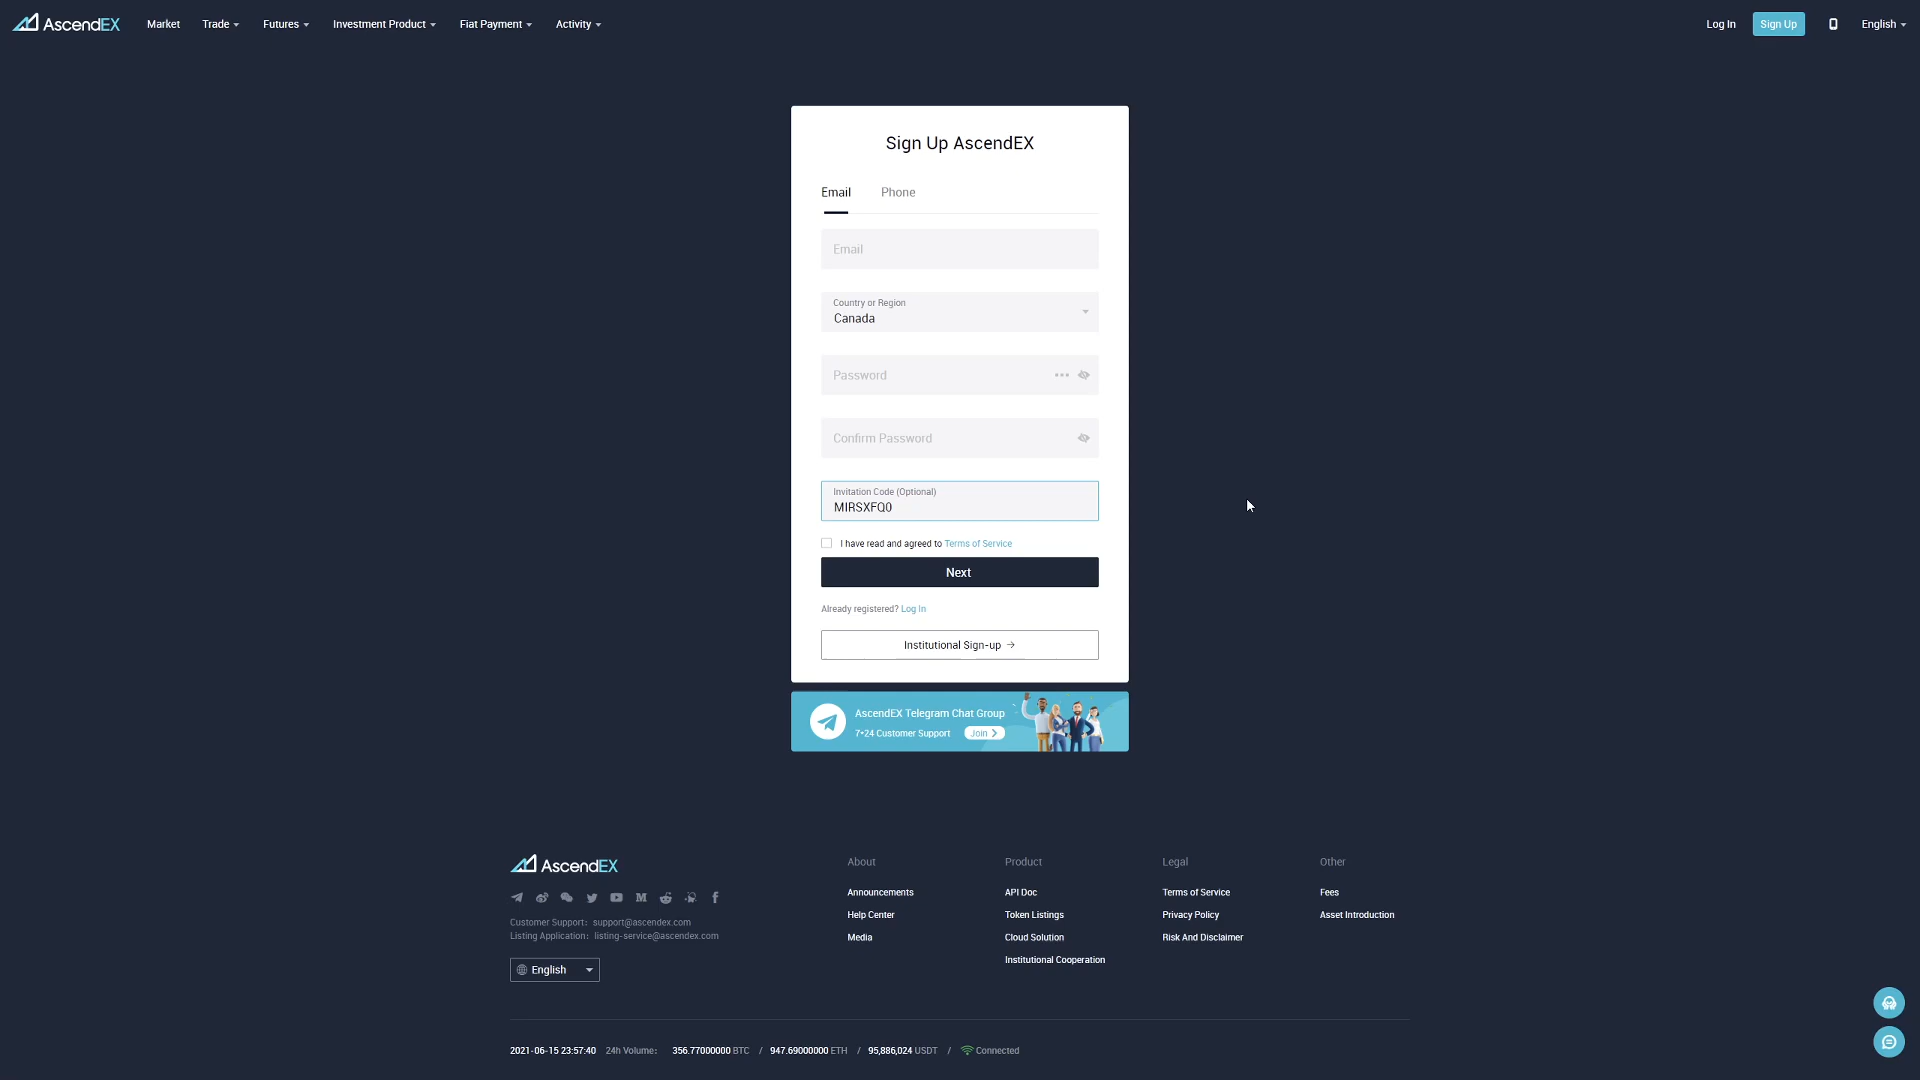 AscendEX
Market
Trade
Futures
Investment Product
Fiat Payment
Activity
Log In
Sign Up
English
Sign Up AscendEX
Email
Phone
Email
Country or Region
Canada
Password
Confirm Password
Invitation Code (Optional)
MIRSXFQ0
I have read and agreed to Terms of Service
Next
Already registered? Log In
Institutional Sign-up →
AscendEX Telegram Chat Group
7*24 Customer Support
Join
AscendEX
Customer Support: support@ascendex.com
Listing Application: listing-service@ascendex.com
English
About
Announcements
Help Center
Media
Product
API Doc
Token Listings
Cloud Solution
Institutional Cooperation
Legal
Terms of Service
Privacy Policy
Risk And Disclaimer
Other
Fees
Asset Introduction
2021-06-15 23:57:40 24h Volume: 356.77000000 BTC / 947.69000000 ETH / 95,886,024 USDT / Connected